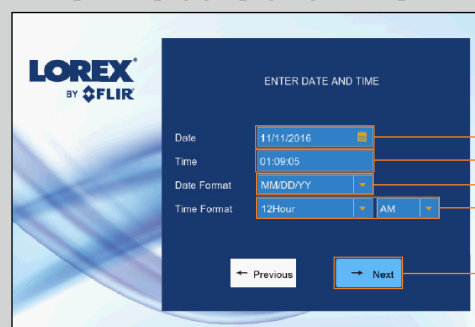 LOREX
BY FLIR
ENTER DATE AND TIME
Date 11/11/2016
Time 01:09:05
Date Format MM/DD/YY
Time Format 12Hour AM
← Previous → Next